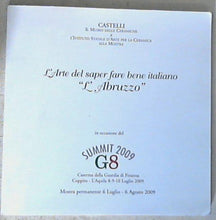 CASTELLI
IL MUSEO DELLE CERAMICHE
e
L'ISTITUTO STATALE D'ARTE PER LA CERAMICA
ALLA MOSTRA
L'Arte del saper fare bene italiano
"L'Abruzzo"
in occasione del
SUMMIT 2009
G8
Caserma della Guardia di Finanza
Coppito - L'Aquila 8-9-10 Luglio 2009
Mostra permanente 6 Luglio - 6 Agosto 2009